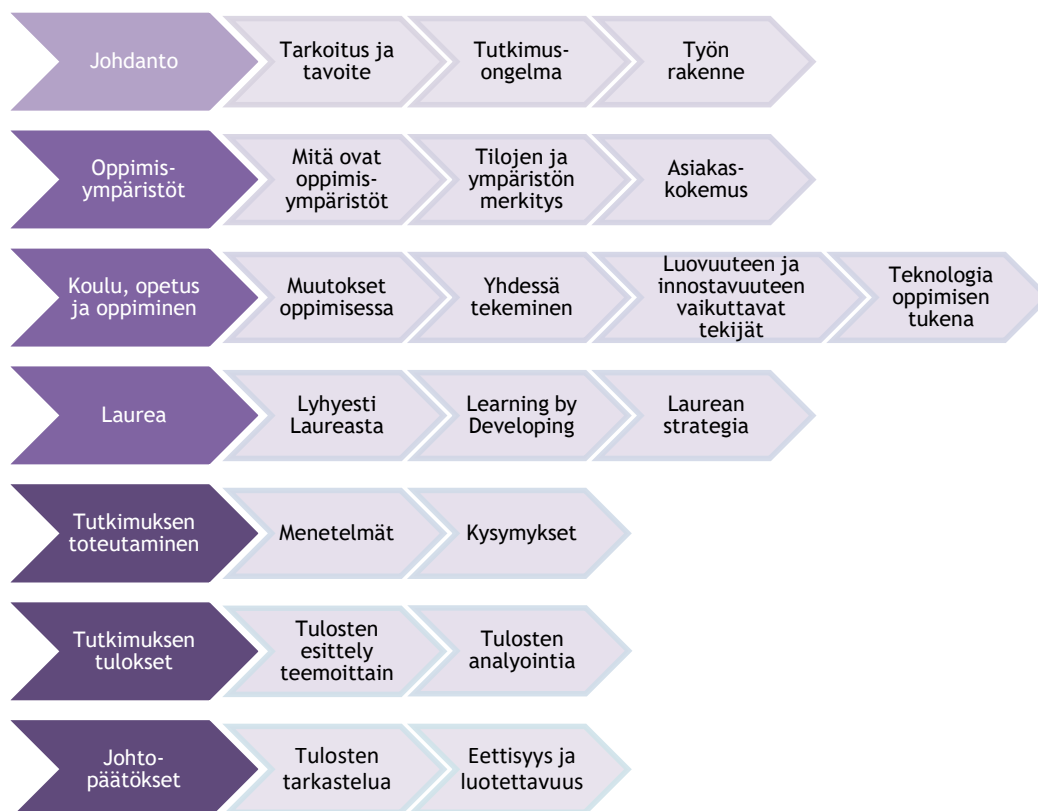 Johdanto
Tarkoitus ja
tavoite
Tutkimus-
ongelma
Työn
rakenne
Oppimis-
ympäristöt
Mitä ovat
oppimis-
ympäristöt
Tilojen ja
ympäristön
merkitys
Asiakas-
kokemus
Koulu, opetus
ja oppiminen
Muutokset
oppimisessa
Yhdessä
tekeminen
Luovuuteen ja
innostavuuteen
vaikuttavat
tekijät
Teknologia
oppimisen
tukena
Laurea
Lyhyesti
Laureasta
Learning by
Developing
Laurean
strategia
Tutkimuksen
toteutaminen
Menetelmät
Kysymykset
Tutkimuksen
tulokset
Tulosten
esittely
teemoittain
Tulosten
analyointia
Johto-
päätökset
Tulosten
tarkastelua
Eettisyys ja
luotettavuus